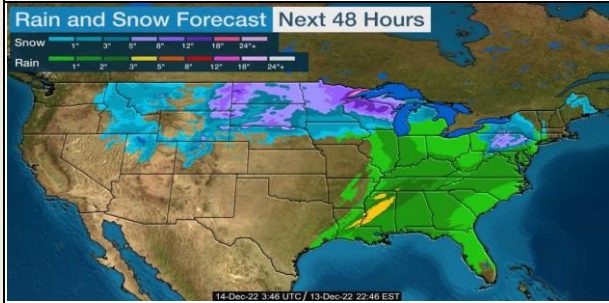 Rain and Snow Forecast Next 48 Hours
Snow
1" 3" 5" 8" 12" 18" 24"+
Rain
1" 2" 3" 5" 8" 12" 18" 24"+
14-Dec-22 3:46 UTC / 13-Dec-22 22:46 EST